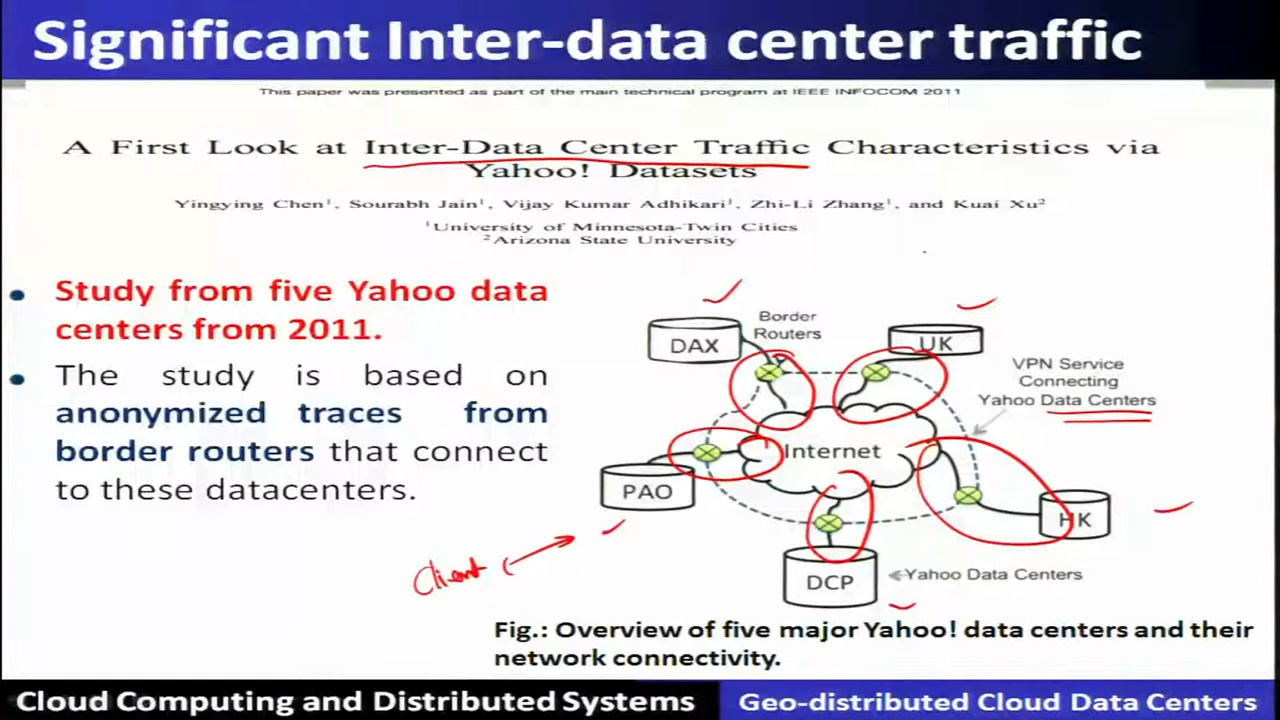 Significant Inter-data center traffic
This paper was presented as part of the main technical program at IEEE INFOCOM 2011
A First Look at Inter-Data Center Traffic Characteristics via
Yahoo! Datasets
Yingying Chen¹, Sourabh Jain¹, Vijay Kumar Adhikari¹, Zhi-Li Zhang¹, and Kuai Xu²
¹University of Minnesota-Twin Cities
²Arizona State University
• Study from five Yahoo data
centers from 2011.
• The study is based on
anonymized traces from
border routers that connect
to these datacenters.
Border
Routers
DAX
UK
VPN Service
Connecting
Yahoo Data Centers
Internet
PAO
HK
Client
DCP
Yahoo Data Centers
Fig.: Overview of five major Yahoo! data centers and their
network connectivity.
Cloud Computing and Distributed Systems
Geo-distributed Cloud Data Centers